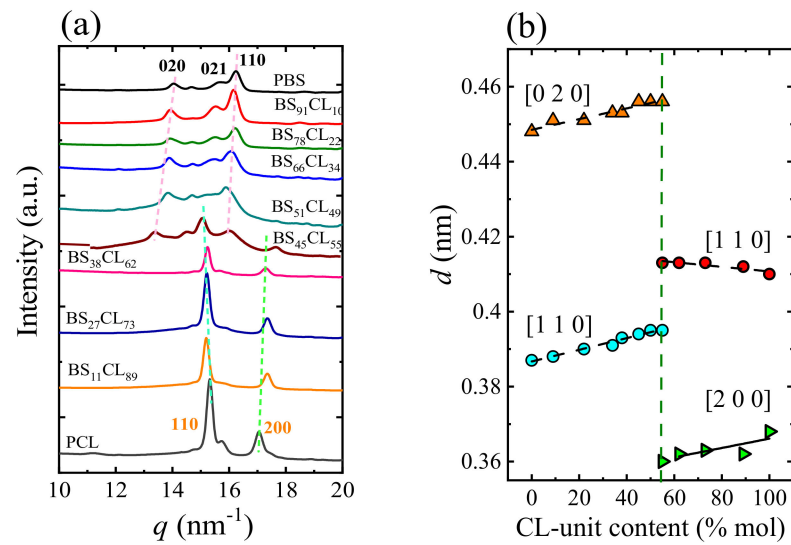 (a)
020
021
110
PBS
BS91CL10
BS78CL22
BS66CL34
BS51CL49
BS45CL55
BS38CL62
BS27CL73
BS11CL89
110
200
PCL
Intensity (a.u.)
10 12 14 16 18 20
q (nm-1)
(b)
0.46
[0 2 0]
0.44
0.42
[1 1 0]
0.4
[1 1 0]
0.38
[2 0 0]
0.36
d (nm)
0 20 40 60 80 100
CL-unit content (% mol)